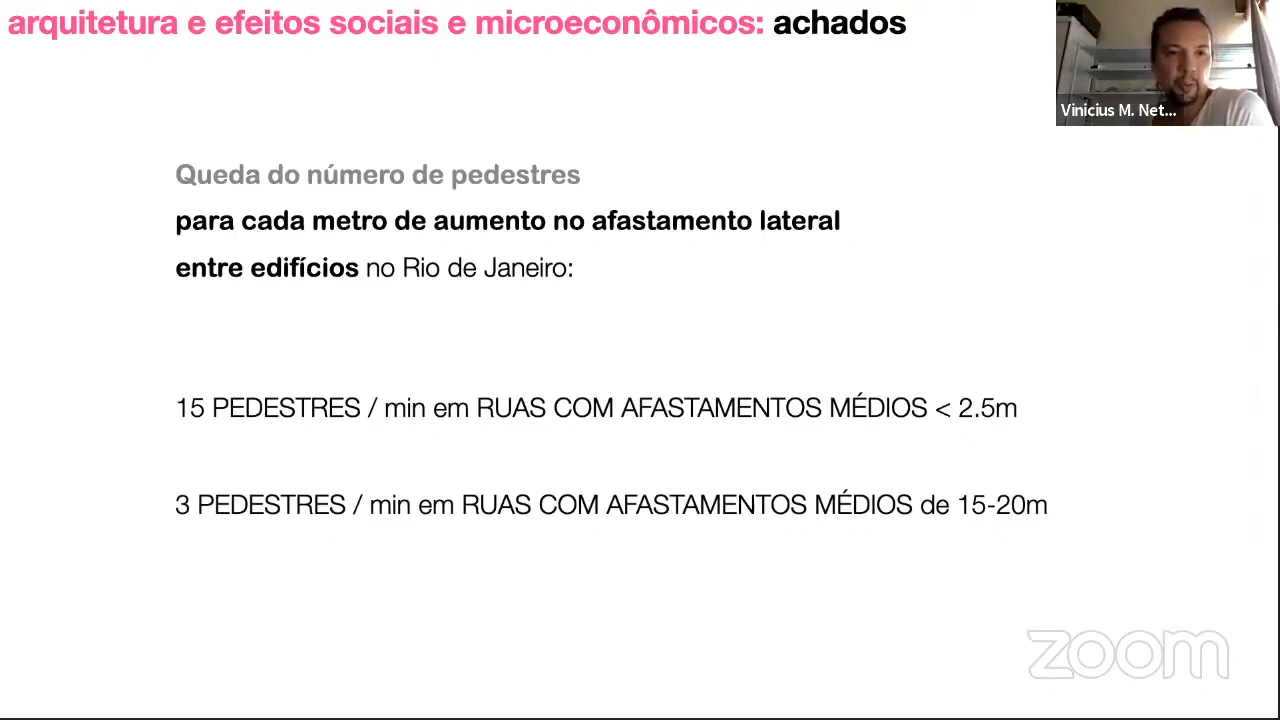 arquitetura e efeitos sociais e microeconômicos: achados
Vinicius M. Net...
Queda do número de pedestres
para cada metro de aumento no afastamento lateral
entre edifícios no Rio de Janeiro:
15 PEDESTRES / min em RUAS COM AFASTAMENTOS MÉDIOS < 2.5m
3 PEDESTRES / min em RUAS COM AFASTAMENTOS MÉDIOS de 15-20m
zoom